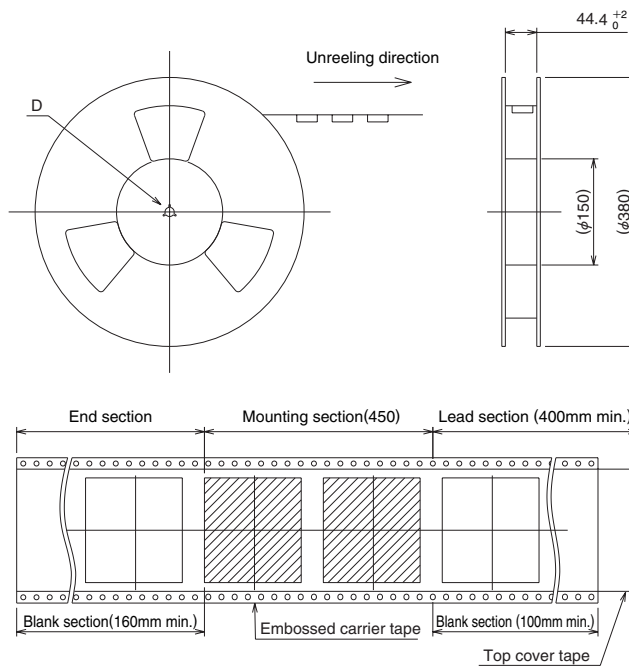 44.4 +2 0
Unreeling direction
D
(φ150)
(φ380)
End section
Mounting section(450)
Lead section (400mm min.)
Blank section(160mm min.)
Embossed carrier tape
Blank section (100mm min.)
Top cover tape